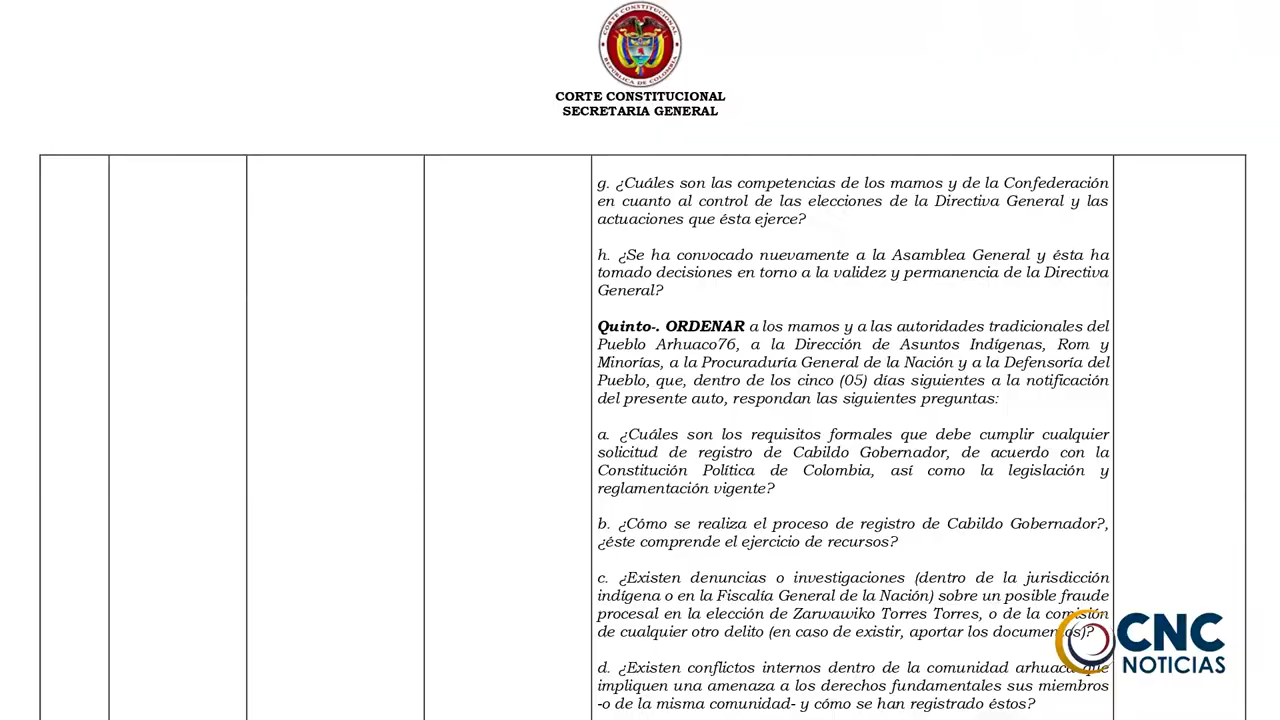 CORTE CONSTITUCIONAL
REPÚBLICA DE COLOMBIA
CORTE CONSTITUCIONAL
SECRETARIA GENERAL
g. ¿Cuáles son las competencias de los mamos y de la Confederación
en cuanto al control de las elecciones de la Directiva General y las
actuaciones que ésta ejerce?
h. ¿Se ha convocado nuevamente a la Asamblea General y ésta ha
tomado decisiones en torno a la validez y permanencia de la Directiva
General?
Quinto-. ORDENAR a los mamos y a las autoridades tradicionales del
Pueblo Arhuaco76, a la Dirección de Asuntos Indígenas, Rom y
Minorías, a la Procuraduría General de la Nación y a la Defensoría del
Pueblo, que, dentro de los cinco (05) días siguientes a la notificación
del presente auto, respondan las siguientes preguntas:
a. ¿Cuáles son los requisitos formales que debe cumplir cualquier
solicitud de registro de Cabildo Gobernador, de acuerdo con la
Constitución Política de Colombia, así como la legislación y
reglamentación vigente?
b. ¿Cómo se realiza el proceso de registro de Cabildo Gobernador?,
¿éste comprende el ejercicio de recursos?
c. ¿Existen denuncias o investigaciones (dentro de la jurisdicción
indígena o en la Fiscalía General de la Nación) sobre un posible fraude
procesal en la elección de Zarwawiko Torres Torres, o de la comisión
de cualquier otro delito (en caso de existir, aportar los documentos)?
d. ¿Existen conflictos internos dentro de la comunidad arhuaca que
impliquen una amenaza a los derechos fundamentales sus miembros
-o de la misma comunidad- y cómo se han registrado éstos?
CNC
NOTICIAS